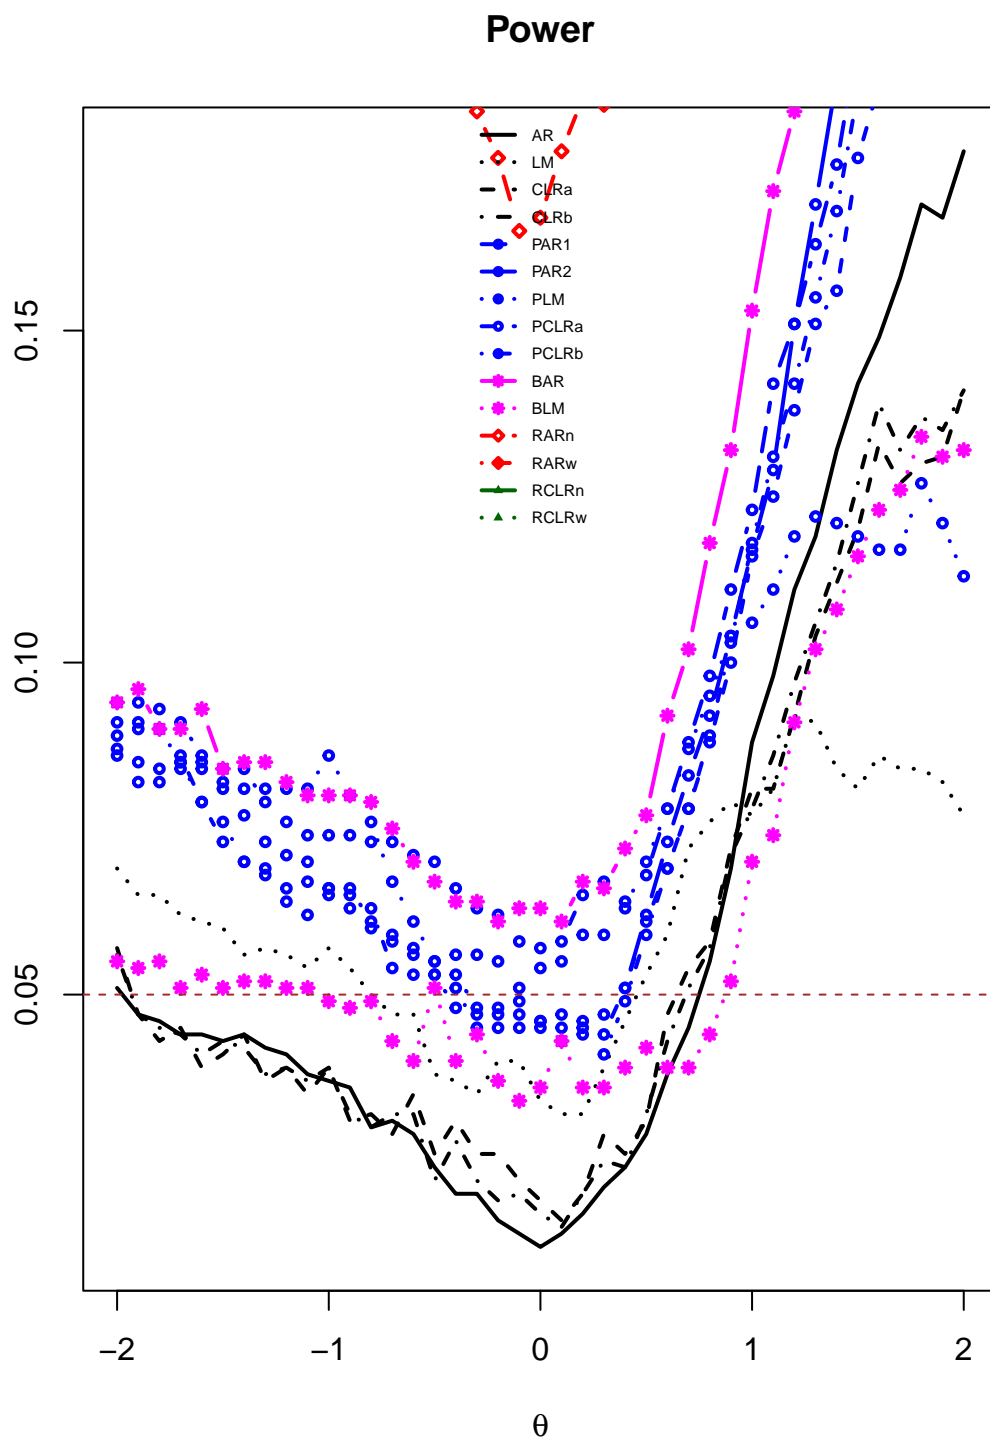 Power
0.15
0.10
0.05
AR
LM
CLRa
CLRb
PAR1
PAR2
PLM
PCLRa
PCLRb
BAR
BLM
RARn
RARw
RCLRn
RCLRw
−2 −1 0 1 2
θ